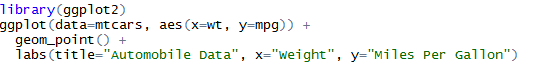 library(ggplot2)
ggplot(data=mtcars, aes(x=wt, y=mpg)) +
  geom_point() +
  labs(title="Automobile Data", x="Weight", y="Miles Per Gallon")